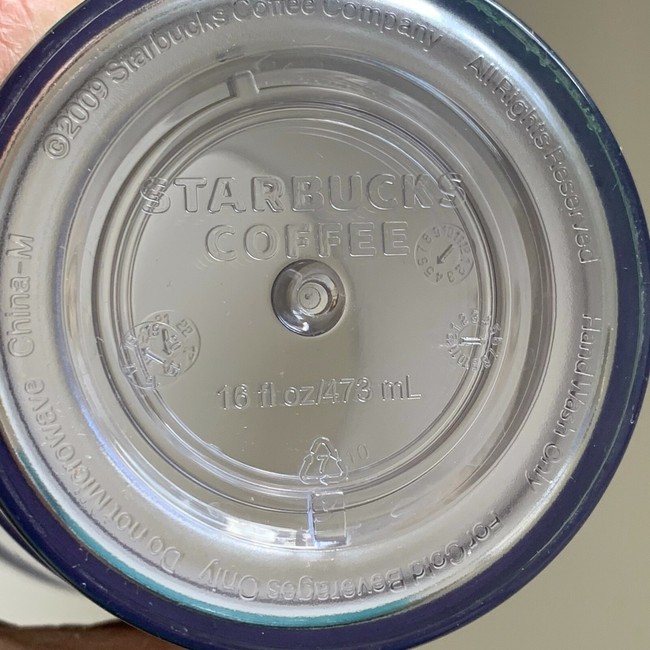 ©2009 Starbucks Coffee Company
All Rights Reserved
Hand Wash Only
For Cold Beverages Only
Do not Microwave
China-M
STARBUCKS
COFFEE
16 fl oz/473 mL
7